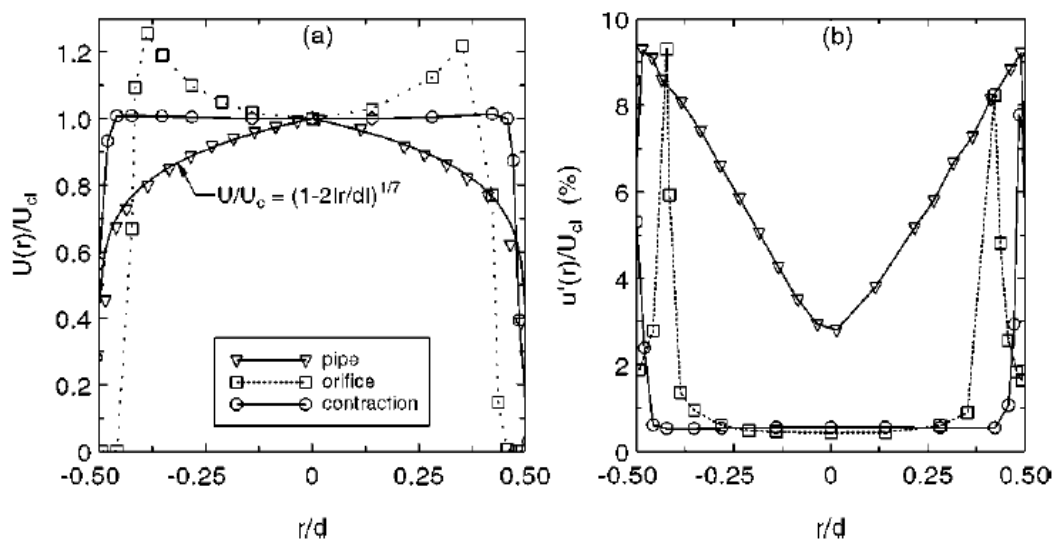 (a)
1.2
1.0
0.8
0.6
0.4
0.2
0
U(r)/U_cl
U/U_c = (1-2|r/d|)^1/7
pipe
orifice
contraction
-0.50 -0.25 0 0.25 0.50
r/d
(b)
10
8
6
4
2
0
u'(r)/U_cl (%)
-0.50 -0.25 0 0.25 0.50
r/d